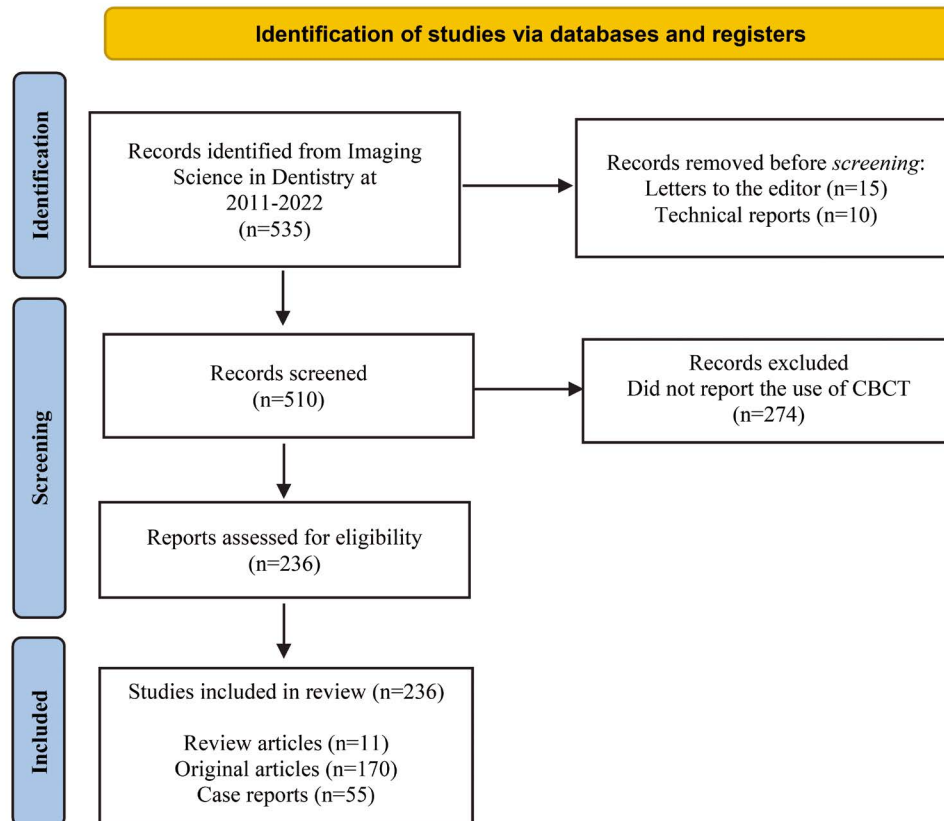 Identification of studies via databases and registers
Identification
Records identified from Imaging
Science in Dentistry at
2011-2022
(n=535)
Records removed before screening:
Letters to the editor (n=15)
Technical reports (n=10)
Screening
Records screened
(n=510)
Records excluded
Did not report the use of CBCT
(n=274)
Reports assessed for eligibility
(n=236)
Included
Studies included in review (n=236)
Review articles (n=11)
Original articles (n=170)
Case reports (n=55)